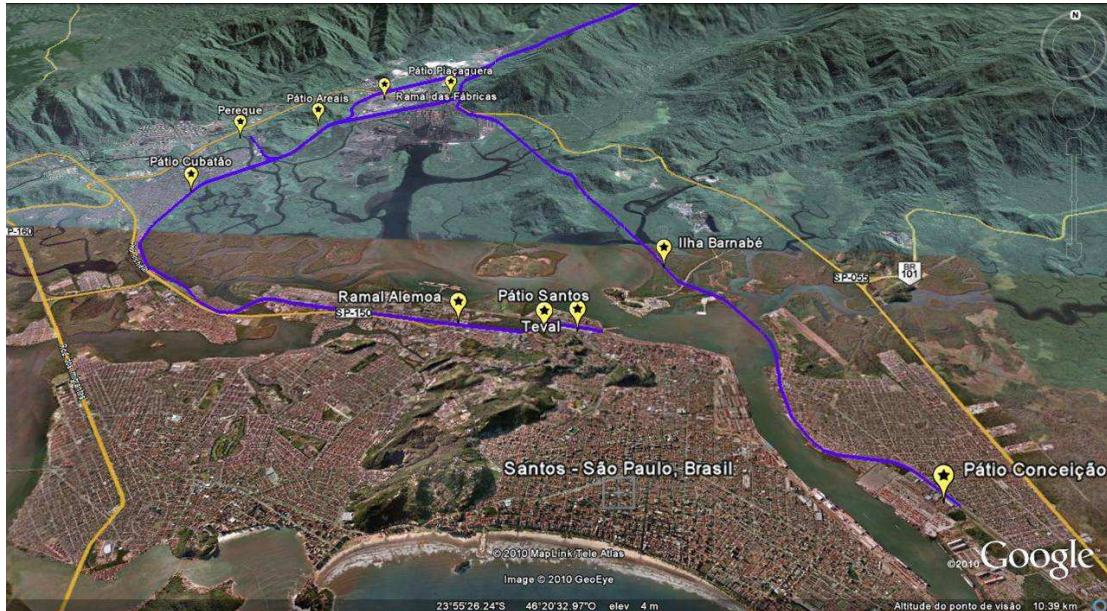 N
Pátio Piaçaguera
Ramal das Fábricas
Pátio Areais
Pereque
Pátio Cubatão
P-160
Ilha Barnabé
BR
101
SP-055
Ramal Alemoa
Pátio Santos
SP-150
Teval
Santos - São Paulo, Brasil
Pátio Conceição
© 2010 MapLink/Tele Atlas
Image © 2010 GeoEye
©2010 Google
23°55'26.24"S 46°20'32.97"O elev 4 m
Altitude do ponto de visão 10.39 km